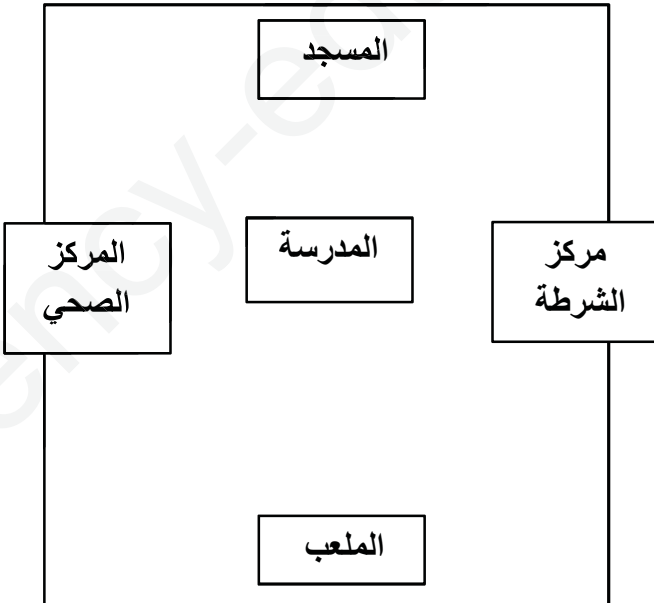 المسجد
مركز
الشرطة
المدرسة
المركز
الصحي
الملعب